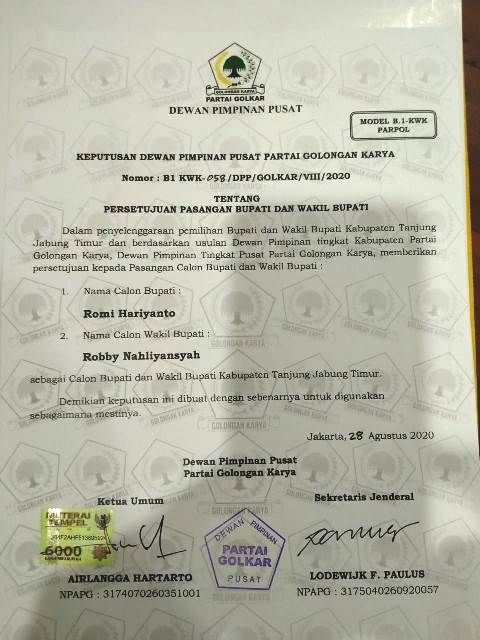 GOLONGAN KARYA
PARTAI GOLKAR
DEWAN PIMPINAN PUSAT
MODEL B.1-KWK
PARPOL
KEPUTUSAN DEWAN PIMPINAN PUSAT PARTAI GOLONGAN KARYA
Nomor : B1 KWK-058/DPP/GOLKAR/VIII/2020
TENTANG
PERSETUJUAN PASANGAN BUPATI DAN WAKIL BUPATI
Dalam penyelenggaraan pemilihan Bupati dan Wakil Bupati Kabupaten Tanjung
Jabung Timur dan berdasarkan usulan Dewan Pimpinan tingkat Kabupaten Partai
Golongan Karya, Dewan Pimpinan Tingkat Pusat Partai Golongan Karya, memberikan
persetujuan kepada Pasangan Calon Bupati dan Wakil Bupati :
1. Nama Calon Bupati :
Romi Hariyanto
2. Nama Calon Wakil Bupati :
Robby Nahliyansyah
sebagai Calon Bupati dan Wakil Bupati Kabupaten Tanjung Jabung Timur.
Demikian keputusan ini dibuat dengan sebenarnya untuk digunakan
sebagaimana mestinya.
Jakarta, 28 Agustus 2020
Dewan Pimpinan Pusat
Partai Golongan Karya
Ketua Umum
Sekretaris Jenderal
METERAI
TEMPEL
6000
DEWAN PIMPINAN
PARTAI
GOLKAR
PUSAT
AIRLANGGA HARTARTO
LODEWIJK F. PAULUS
NPAPG : 3174070260351001
NPAPG : 3175040260920057